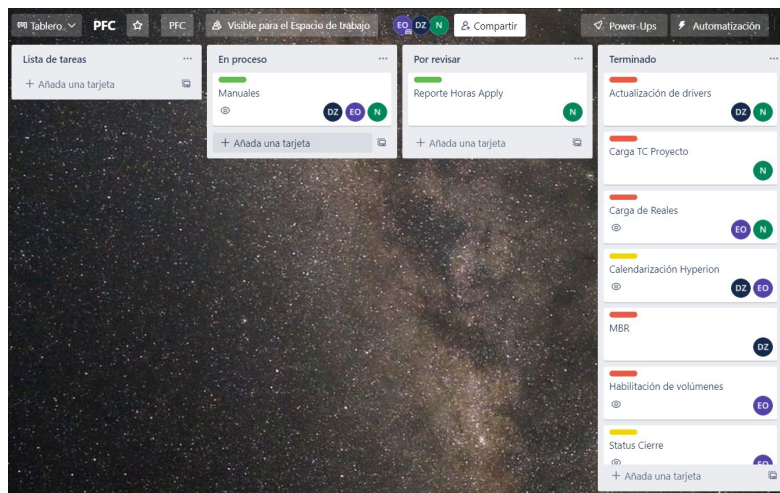 Tablero PFC PFC Visible para el Espacio de trabajo EO DZ N Compartir Power-Ups Automatización
Lista de tareas
+ Añada una tarjeta
En proceso
Manuales
DZ EO N
+ Añada una tarjeta
Por revisar
Reporte Horas Apply
N
+ Añada una tarjeta
Terminado
Actualización de drivers
DZ N
Carga TC Proyecto
N
Carga de Reales
EO N
Calendarización Hyperion
DZ EO
MBR
DZ
Habilitación de volúmenes
EO
Status Cierre
EO
+ Añada una tarjeta